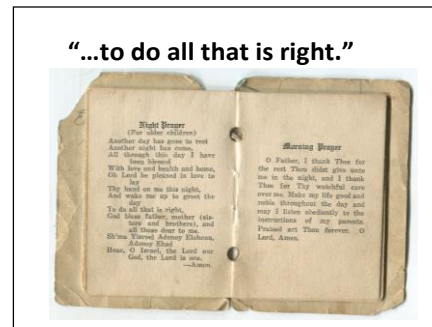 “...to do all that is right.”
Night Prayer
(For older children)
Another day has gone to rest
Another night has come,
All through this day I have
been blessed
With love and health and home,
Oh Lord be pleased in love to
lay
Thy hand on me this night,
And wake me up to greet the
day
To do all that is right,
God bless father, mother (sis-
ters and brothers), and
all those dear to me.
Sh'ma Yisroel Adonoy Elohenu,
Adonoy Ehad
Hear, O Israel, the Lord our
God, the Lord is one.
—Amen.
Morning Prayer
O Father, I thank Thee for
the rest Thou didst give unto
me in the night, and I thank
Thee for Thy watchful care
over me. Make my life good and
noble throughout the day and
may I listen obediently to the
instructions of my parents.
Praised art Thou forever. O
Lord, Amen.